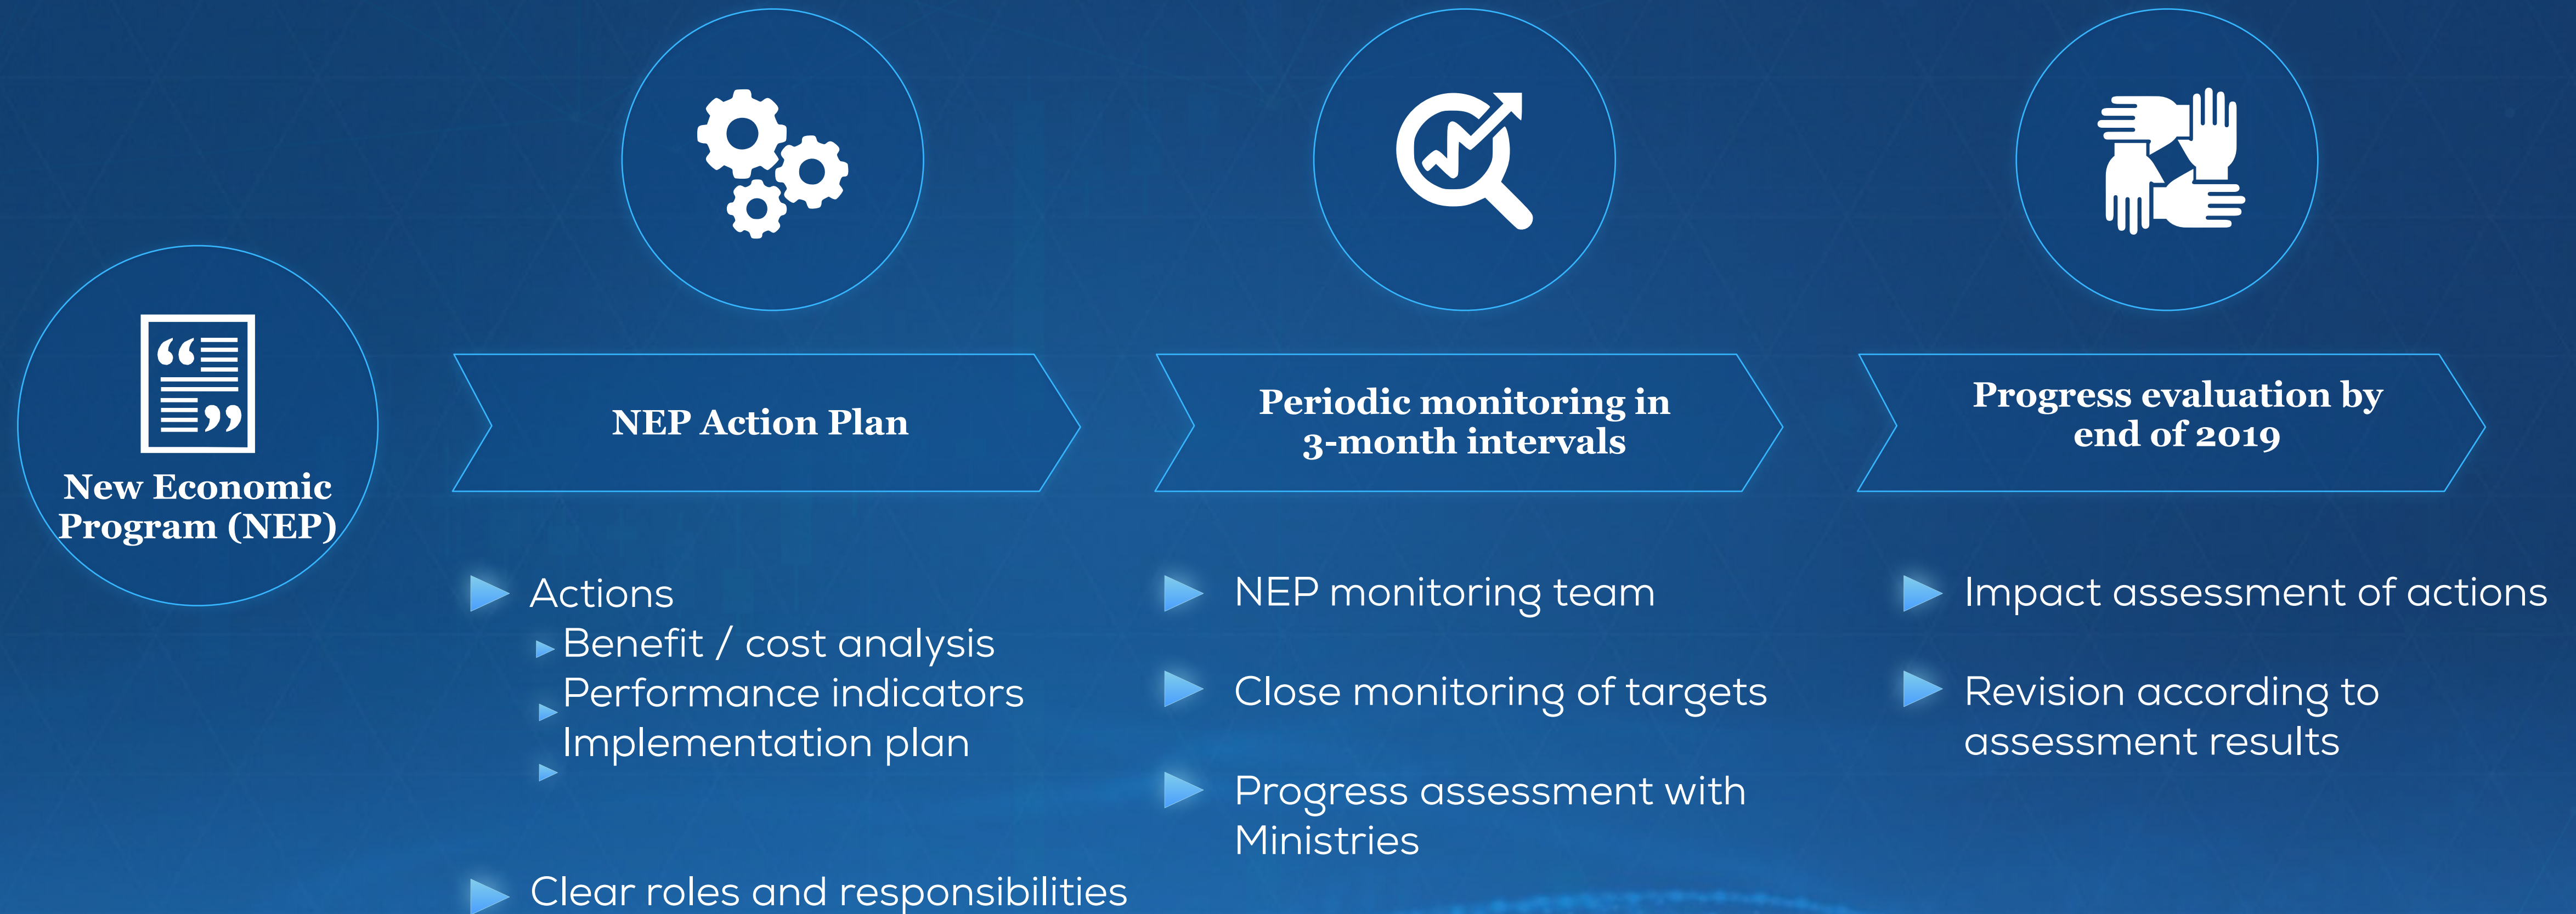 New Economic
Program (NEP)
NEP Action Plan
Actions
Benefit / cost analysis
Performance indicators
Implementation plan
Clear roles and responsibilities
Periodic monitoring in
3-month intervals
NEP monitoring team
Close monitoring of targets
Progress assessment with
Ministries
Progress evaluation by
end of 2019
Impact assessment of actions
Revision according to
assessment results